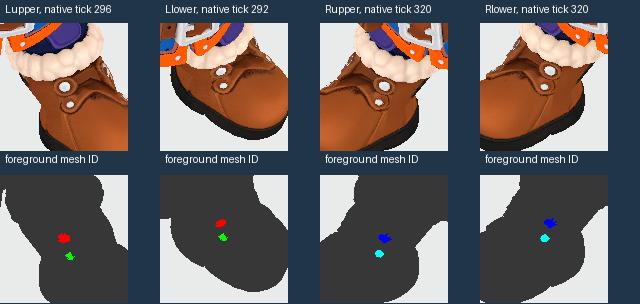 Lupper, native tick 296
Llower, native tick 292
Rupper, native tick 320
Rlower, native tick 320
foreground mesh ID
foreground mesh ID
foreground mesh ID
foreground mesh ID